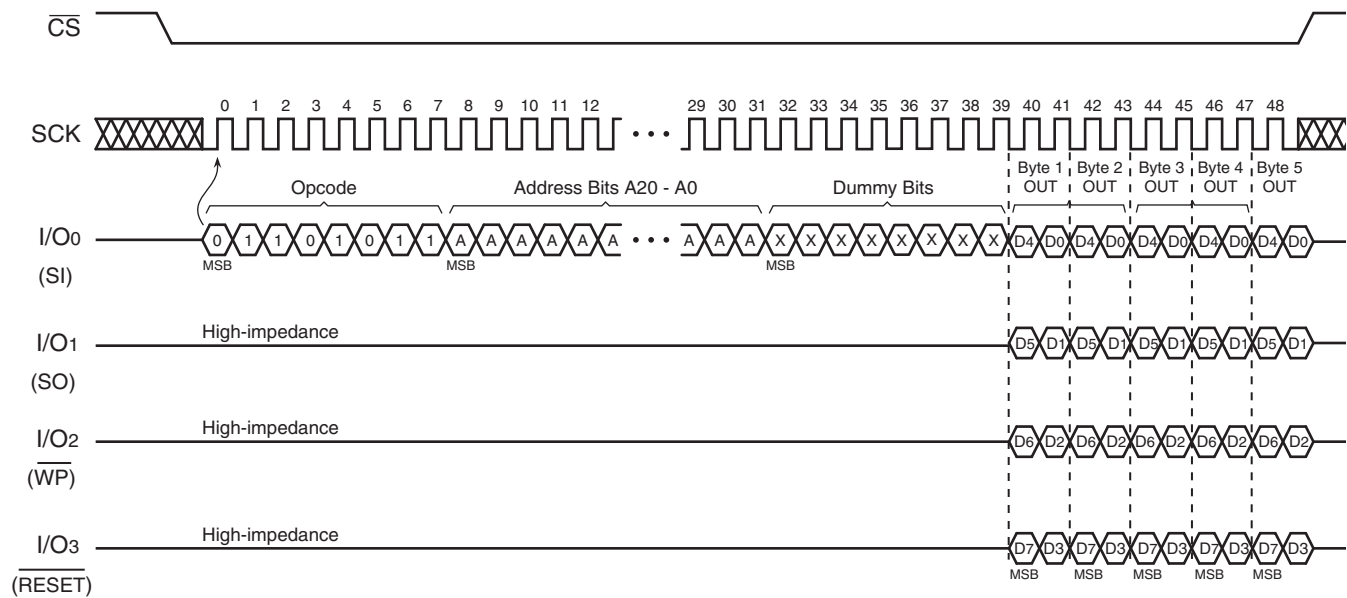 CS
SCK
0 1 2 3 4 5 6 7 8 9 10 11 12 • • • 29 30 31 32 33 34 35 36 37 38 39 40 41 42 43 44 45 46 47 48
Opcode
Address Bits A20 - A0
Dummy Bits
Byte 1 OUT
Byte 2 OUT
Byte 3 OUT
Byte 4 OUT
Byte 5 OUT
I/O0
(SI)
0 1 1 0 1 0 1 1 A A A A A A • • • A A A X X X X X X X X D4 D0 D4 D0 D4 D0 D4 D0 D4 D0
MSB MSB MSB
I/O1
(SO)
High-impedance
D5 D1 D5 D1 D5 D1 D5 D1 D5 D1
I/O2
(WP)
High-impedance
D6 D2 D6 D2 D6 D2 D6 D2 D6 D2
I/O3
(RESET)
High-impedance
D7 D3 D7 D3 D7 D3 D7 D3 D7 D3
MSB MSB MSB MSB MSB